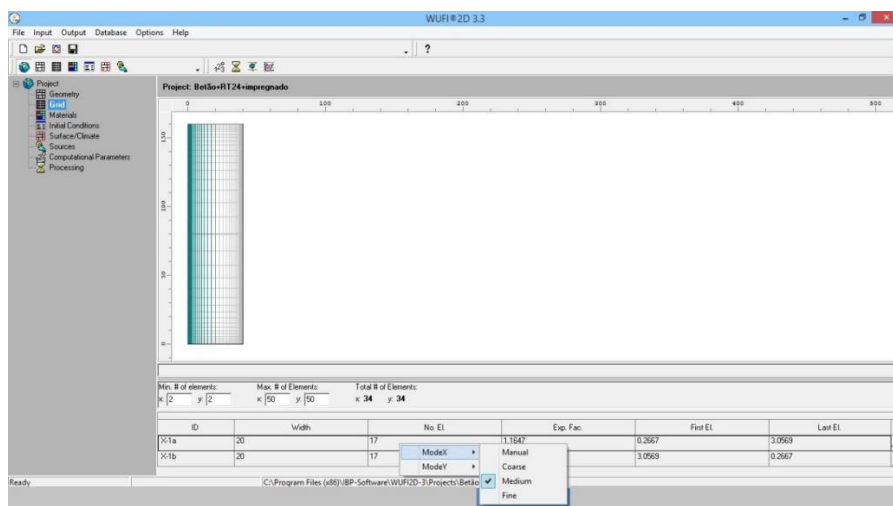 WUFI®2D 3.3
File Input Output Database Options Help
?
Project
Geometry
Grid
Materials
Initial Conditions
Surface/Climate
Sources
Computational Parameters
Processing
Project: Betão+RT24+impregnado
0 100 200 300 400 500
150
100
50
0
Min. # of elements: Max. # of Elements: Total # of Elements:
x: 2 y: 2 x: 50 y: 50 x: 34 y: 34
ID Width No. El. Exp. Fac. First El. Last El.
X-1a 20 17 1.1647 0.2667 3.0569
X-1b 20 17 3.0569 0.2667
ModeX Manual
ModeY Coarse
Medium
Fine
Ready C:\Program Files (x86)\IBP-Software\WUFI2D-3\Projects\Betão